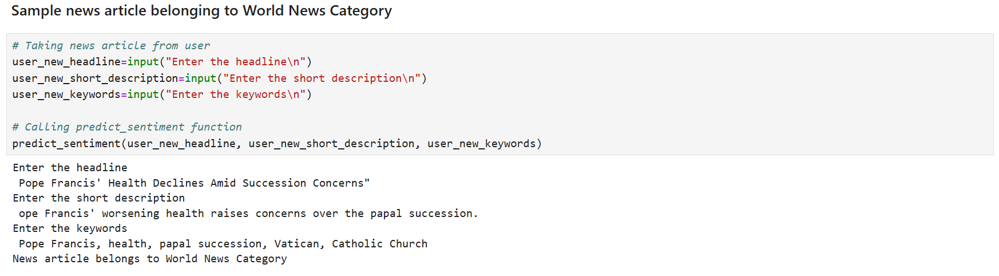 Sample news article belonging to World News Category
# Taking news article from user
user_new_headline=input("Enter the headline\n")
user_new_short_description=input("Enter the short description\n")
user_new_keywords=input("Enter the keywords\n")
# Calling predict_sentiment function
predict_sentiment(user_new_headline, user_new_short_description, user_new_keywords)
Enter the headline
Pope Francis' Health Declines Amid Succession Concerns"
Enter the short description
ope Francis' worsening health raises concerns over the papal succession.
Enter the keywords
Pope Francis, health, papal succession, Vatican, Catholic Church
News article belongs to World News Category